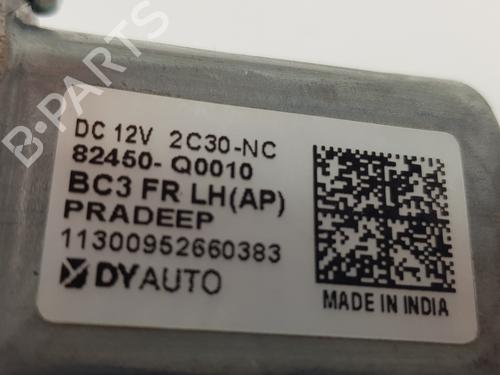 B-PARTS
DC 12V 2C30-NC
82450-Q0010
BC3 FR LH(AP)
PRADEEP
11300952660383
DYAUTO
MADE IN INDIA